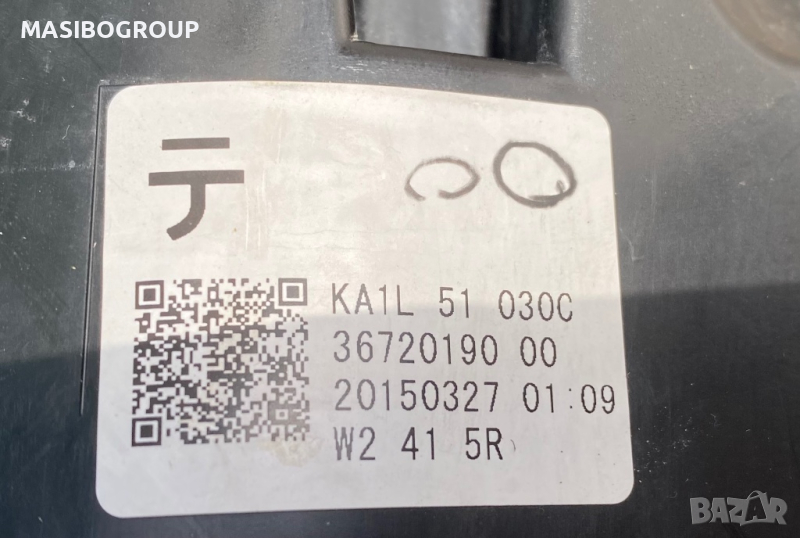 MASIBOGROUP
テ
KA1L 51 030C
36720190 00
20150327 01:09
W2 41 5R
BAZAR